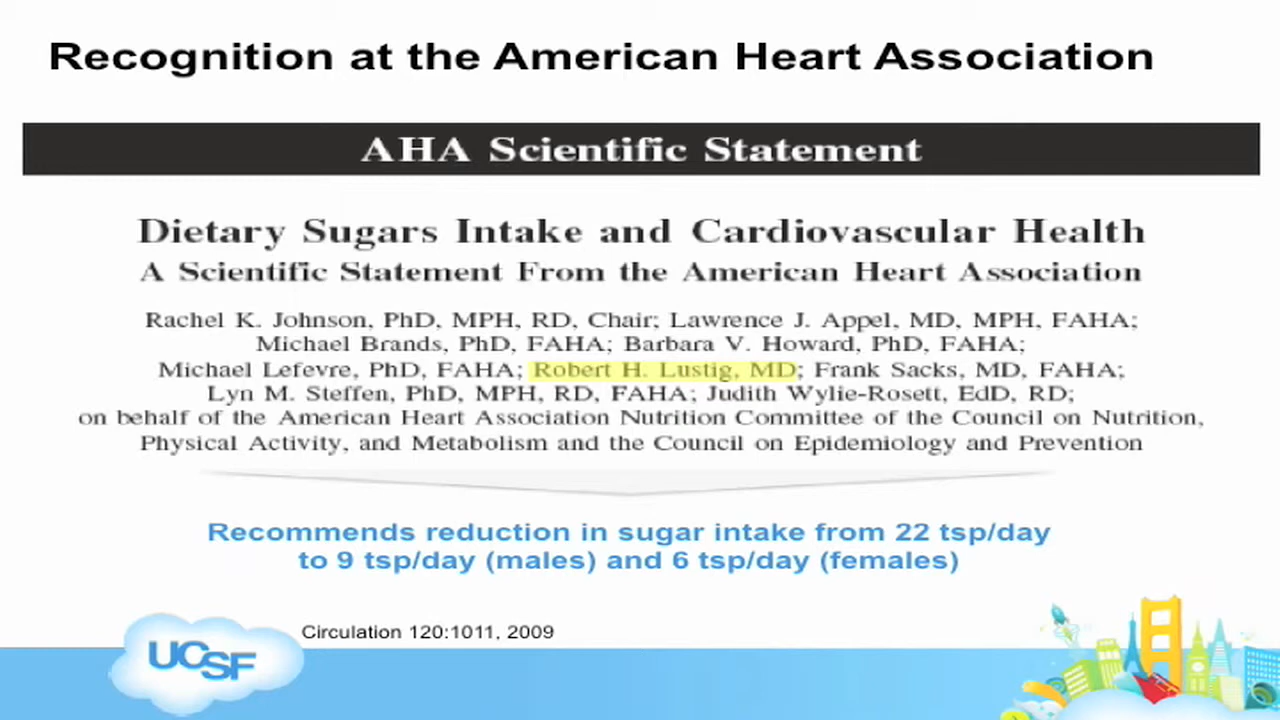 Recognition at the American Heart Association
AHA Scientific Statement
Dietary Sugars Intake and Cardiovascular Health
A Scientific Statement From the American Heart Association
Rachel K. Johnson, PhD, MPH, RD, Chair; Lawrence J. Appel, MD, MPH, FAHA;
Michael Brands, PhD, FAHA; Barbara V. Howard, PhD, FAHA;
Michael Lefevre, PhD, FAHA; Robert H. Lustig, MD; Frank Sacks, MD, FAHA;
Lyn M. Steffen, PhD, MPH, RD, FAHA; Judith Wylie-Rosett, EdD, RD;
on behalf of the American Heart Association Nutrition Committee of the Council on Nutrition,
Physical Activity, and Metabolism and the Council on Epidemiology and Prevention
Recommends reduction in sugar intake from 22 tsp/day
to 9 tsp/day (males) and 6 tsp/day (females)
Circulation 120:1011, 2009
UCSF